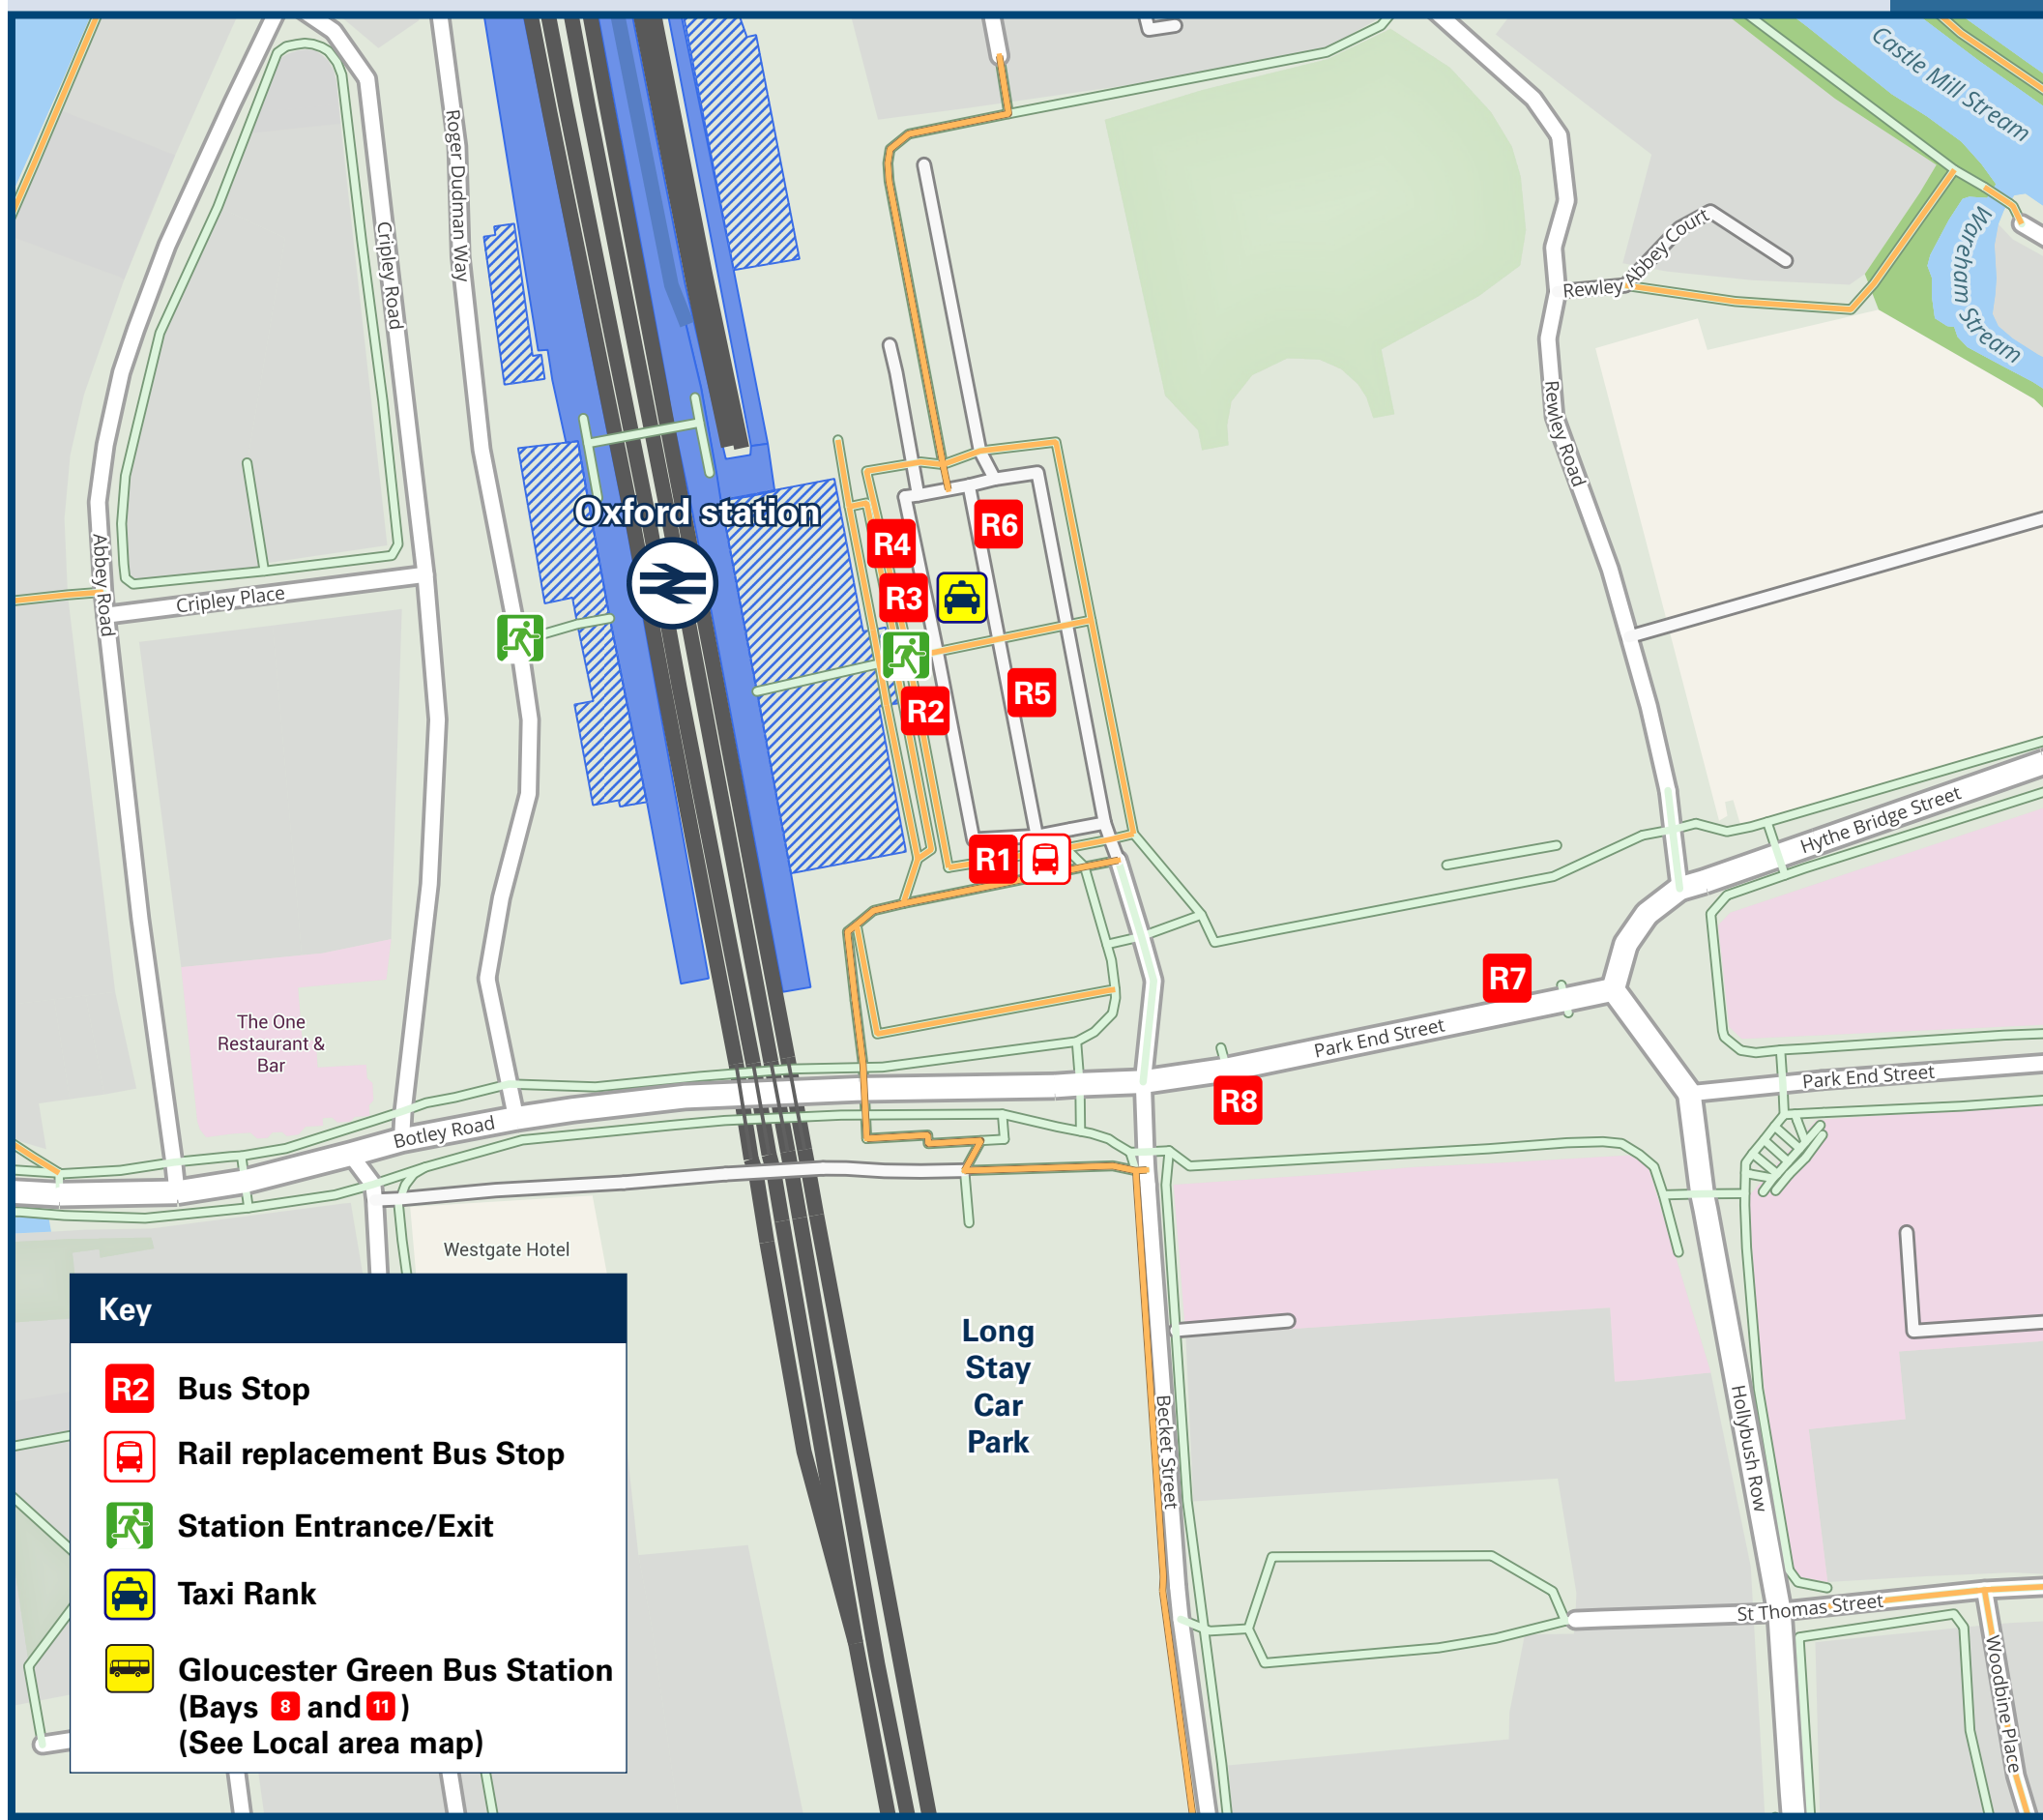 Castle Mill Stream
Wareham Stream
Roger Dudman Way
Cripley Road
Rewley Abbey Court
Rewley Road
Oxford station
R6
R4
R3
Abbey Road
Cripley Place
R5
R2
Hythe Bridge Street
R1
R7
The One
Restaurant &
Bar
Park End Street
Park End Street
R8
Botley Road
Westgate Hotel
Long
Stay
Car
Park
Becket Street
Hollybush Row
St Thomas Street
Woodbine Place
Key
R2 Bus Stop
Rail replacement Bus Stop
Station Entrance/Exit
Taxi Rank
Gloucester Green Bus Station
(Bays 8 and 11)
(See Local area map)